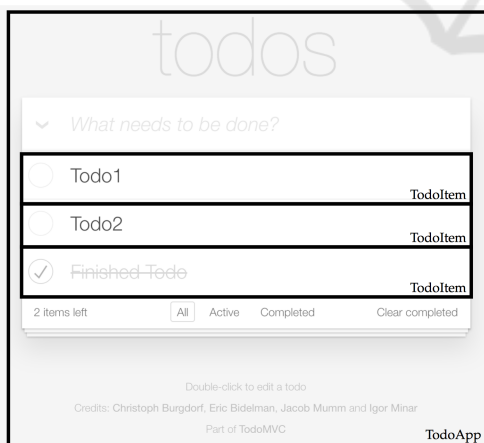 todos
What needs to be done?
Todo1
TodoItem
Todo2
TodoItem
Finished Todo
TodoItem
2 items left All Active Completed Clear completed
Double-click to edit a todo
Credits: Christoph Burgdorf, Eric Bidelman, Jacob Mumm and Igor Minar
Part of TodoMVC
TodoApp